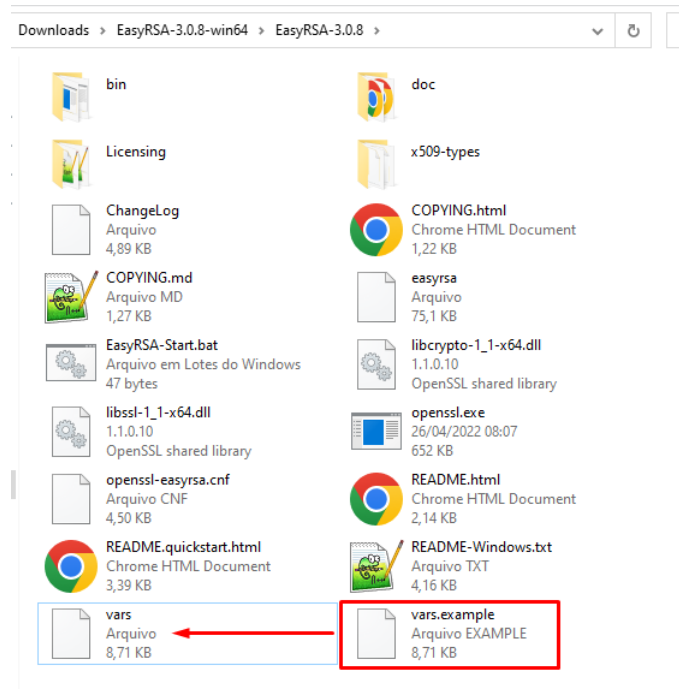 Downloads > EasyRSA-3.0.8-win64 > EasyRSA-3.0.8 >
bin
doc
Licensing
x509-types
ChangeLog
Arquivo
4,89 KB
COPYING.html
Chrome HTML Document
1,22 KB
COPYING.md
Arquivo MD
1,27 KB
easyrsa
Arquivo
75,1 KB
EasyRSA-Start.bat
Arquivo em Lotes do Windows
47 bytes
libcrypto-1_1-x64.dll
1.1.0.10
OpenSSL shared library
libssl-1_1-x64.dll
1.1.0.10
OpenSSL shared library
openssl.exe
26/04/2022 08:07
652 KB
openssl-easyrsa.cnf
Arquivo CNF
4,50 KB
README.html
Chrome HTML Document
2,14 KB
README.quickstart.html
Chrome HTML Document
3,39 KB
README-Windows.txt
Arquivo TXT
4,16 KB
vars
Arquivo
8,71 KB
vars.example
Arquivo EXAMPLE
8,71 KB